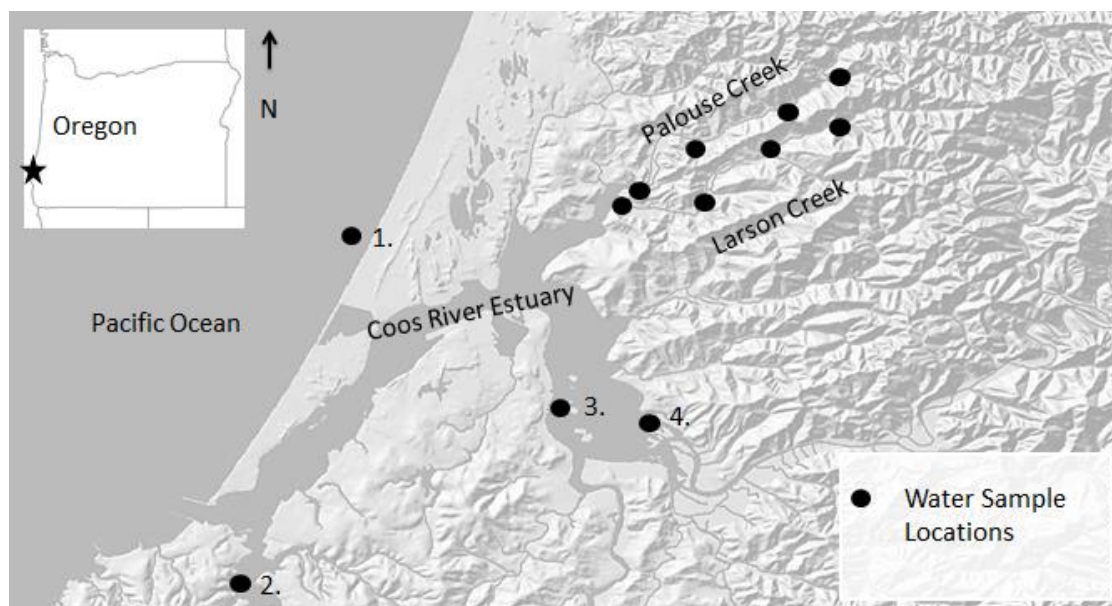 Oregon
N
Palouse Creek
Larson Creek
1.
Coos River Estuary
Pacific Ocean
3.
4.
2.
Water Sample
Locations